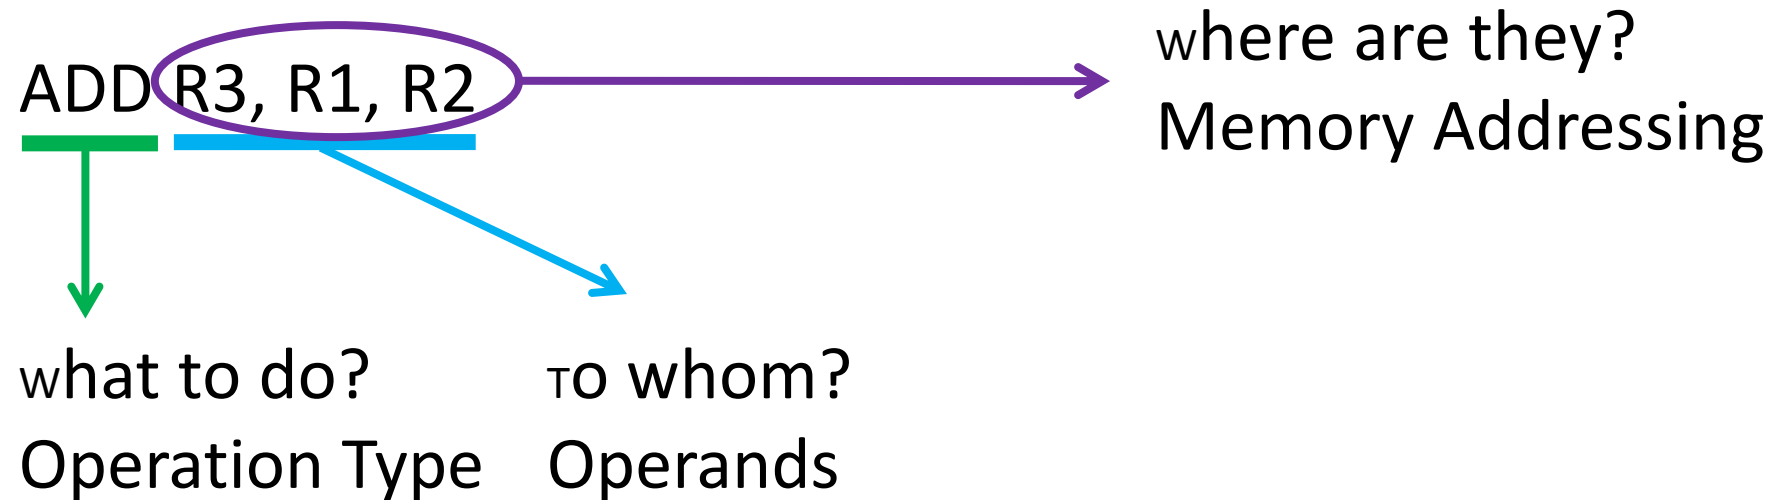 where are they?
ADD R3, R1, R2
Memory Addressing
what to do?
To whom?
Operation Type
Operands